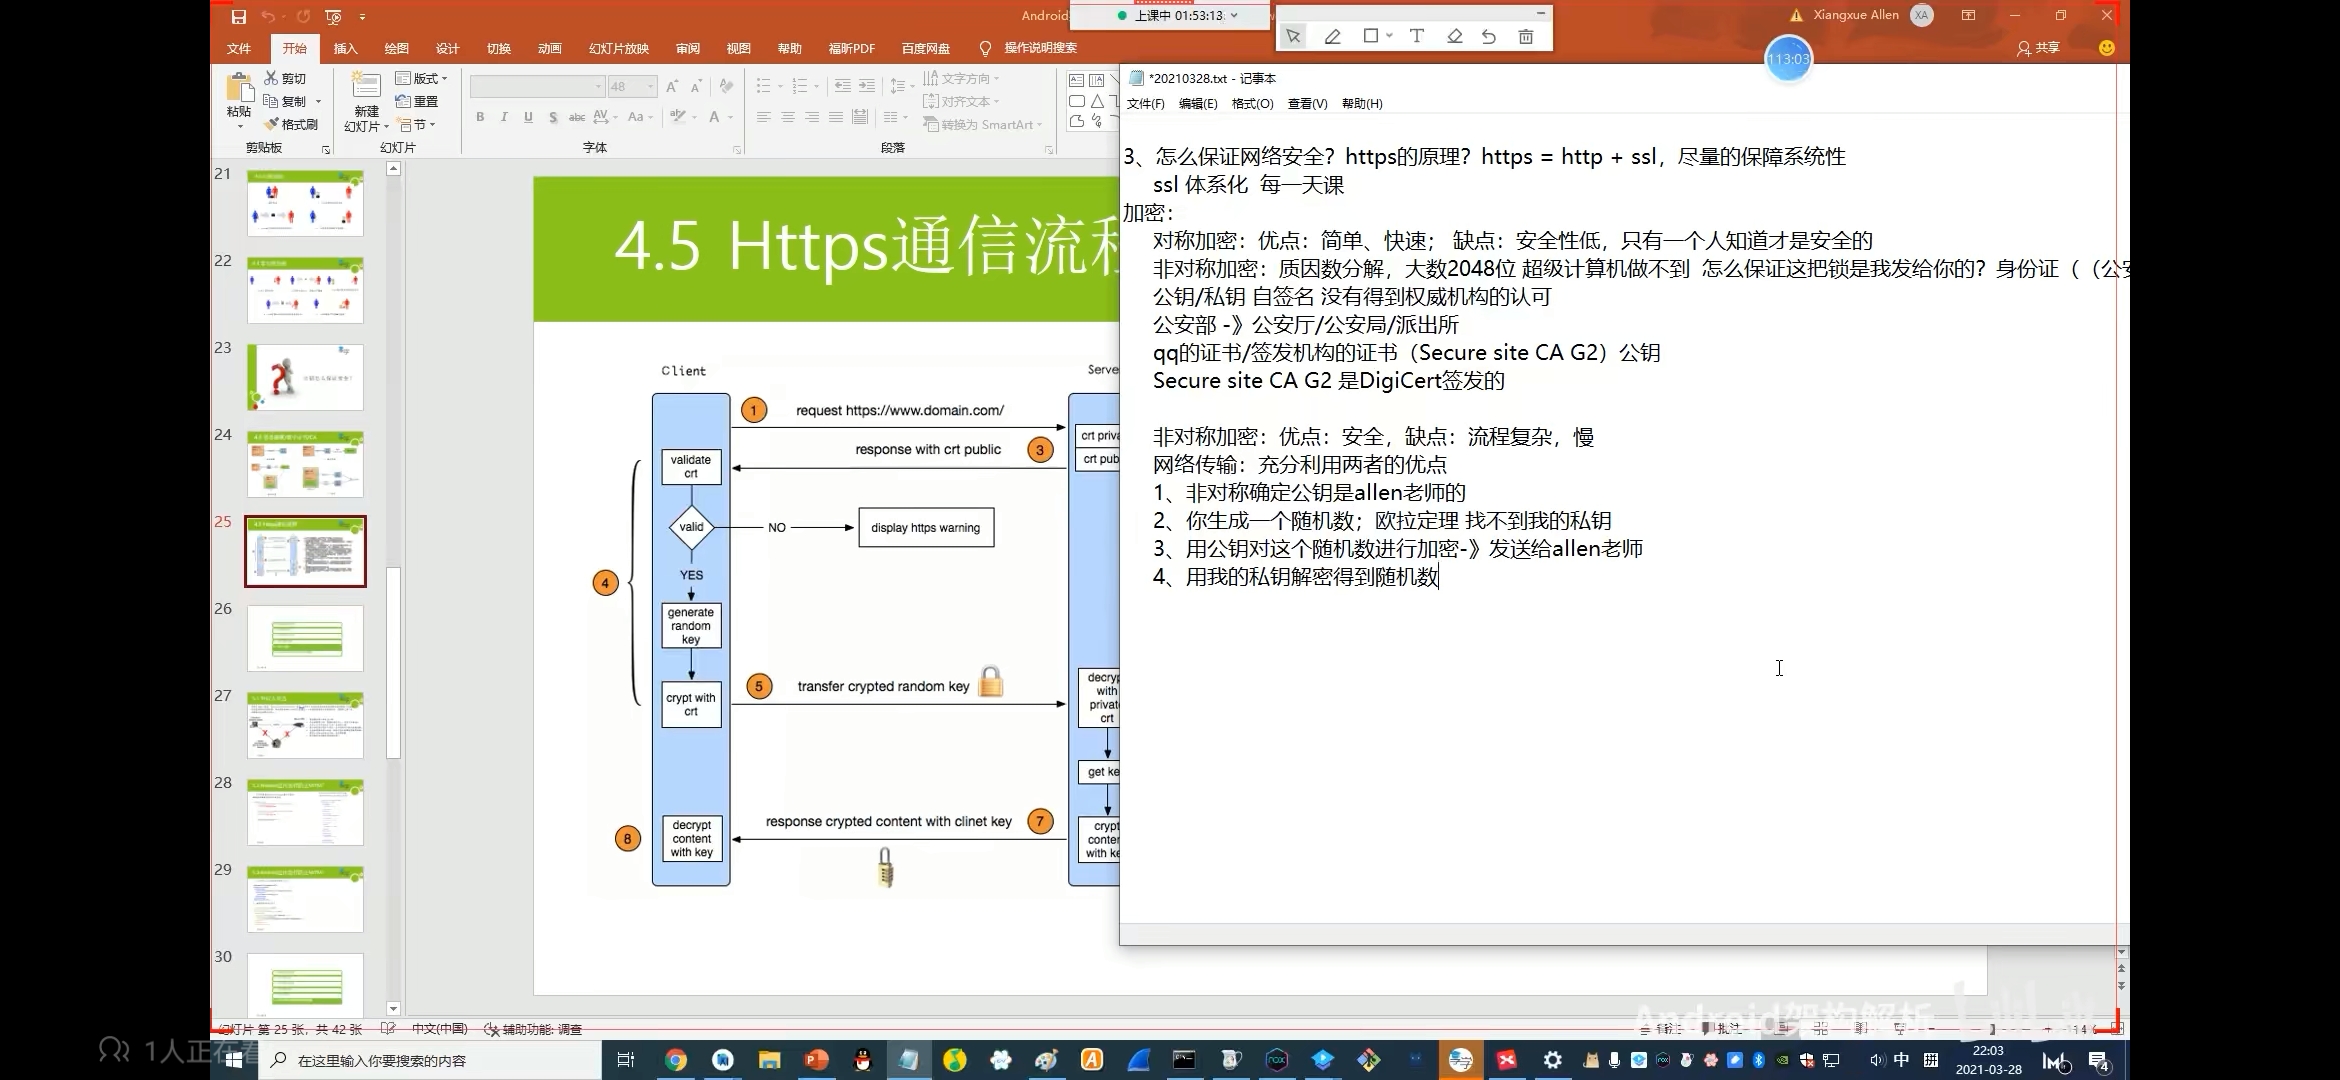 上课中 01:53:13
Xiangxue Allen
XA
文件 开始 插入 绘图 设计 切换 动画 幻灯片放映 审阅 视图 帮助 福昕PDF 百度网盘 操作说明搜索
共享
113:03
粘贴
剪切
复制
格式刷
剪贴板
新建
幻灯片
版式
重置
节
幻灯片
48
字体
文字方向
对齐文本
转换为 SmartArt
段落
*20210328.txt - 记事本
文件(F) 编辑(E) 格式(O) 查看(V) 帮助(H)
3、怎么保证网络安全？https的原理？https = http + ssl，尽量的保障系统性
ssl 体系化 每一天课
加密：
对称加密：优点：简单、快速； 缺点：安全性低，只有一个人知道才是安全的
非对称加密：质因数分解，大数2048位 超级计算机做不到 怎么保证这把锁是我发给你的？身份证（（公安
公钥/私钥 自签名 没有得到权威机构的认可
公安部 -》公安厅/公安局/派出所
qq的证书/签发机构的证书（Secure site CA G2）公钥
Secure site CA G2 是DigiCert签发的
非对称加密：优点：安全，缺点：流程复杂，慢
网络传输：充分利用两者的优点
1、非对称确定公钥是allen老师的
2、你生成一个随机数；欧拉定理 找不到我的私钥
3、用公钥对这个随机数进行加密-》发送给allen老师
4、用我的私钥解密得到随机数
21
22
23
24
25
26
27
28
29
30
4.5 Https通信流程
Client
Serve
1
request https://www.domain.com/
response with crt public
3
crt priva
crt pub
validate
crt
valid
NO
display https warning
YES
4
generate
random
key
crypt with
crt
5
transfer crypted random key
decryp
with
private
crt
get ke
response crypted content with clinet key
7
crypt
conten
with ke
8
decrypt
content
with key
幻灯片 第 25 张，共 42 张 中文(中国) 辅助功能: 调查
批注
Android架构解析
1人正在看
在这里输入你要搜索的内容
中
22:03
2021-03-28
4